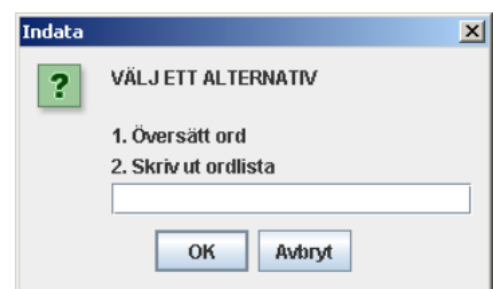 Indata
?
VÄLJ ETT ALTERNATIV
1. Översätt ord
2. Skriv ut ordlista
OK Avbryt